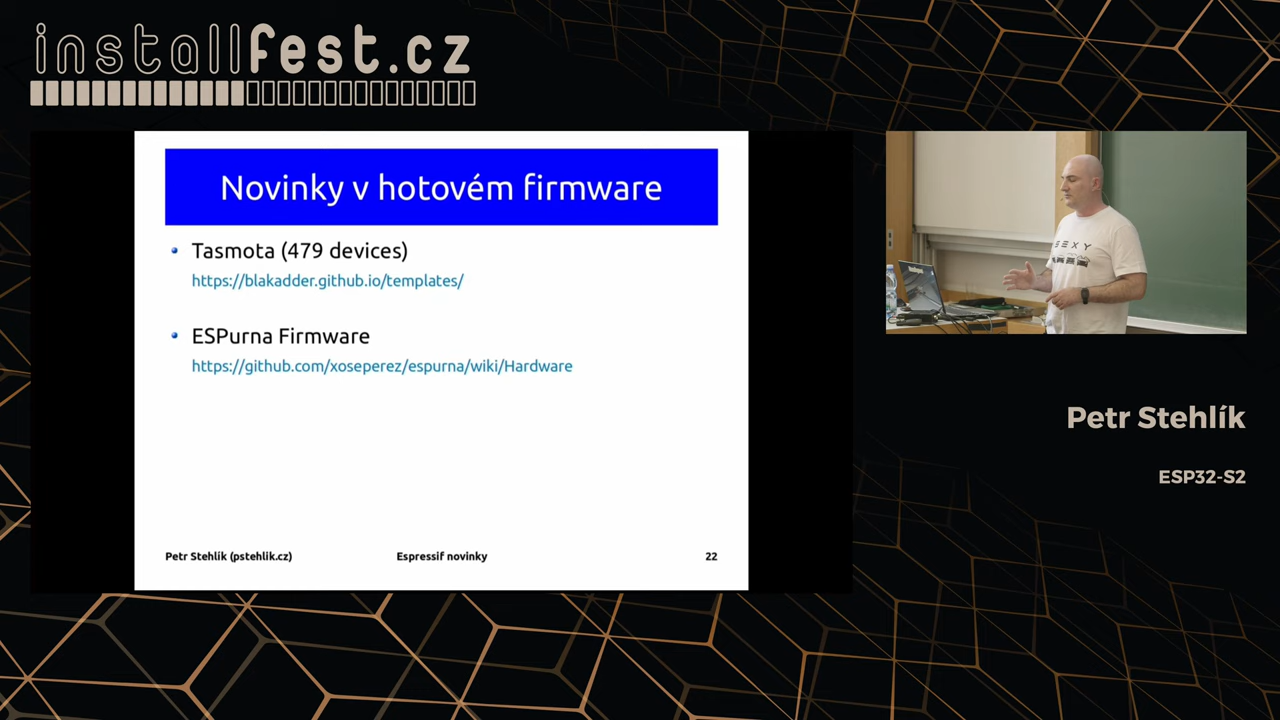 installfest.cz
Novinky v hotovém firmware
Tasmota (479 devices)
https://blakadder.github.io/templates/
ESPurna Firmware
https://github.com/xoseperez/espurna/wiki/Hardware
Petr Stehlík (pstehlik.cz)
Espressif novinky
22
SEXY
Petr Stehlík
ESP32-S2